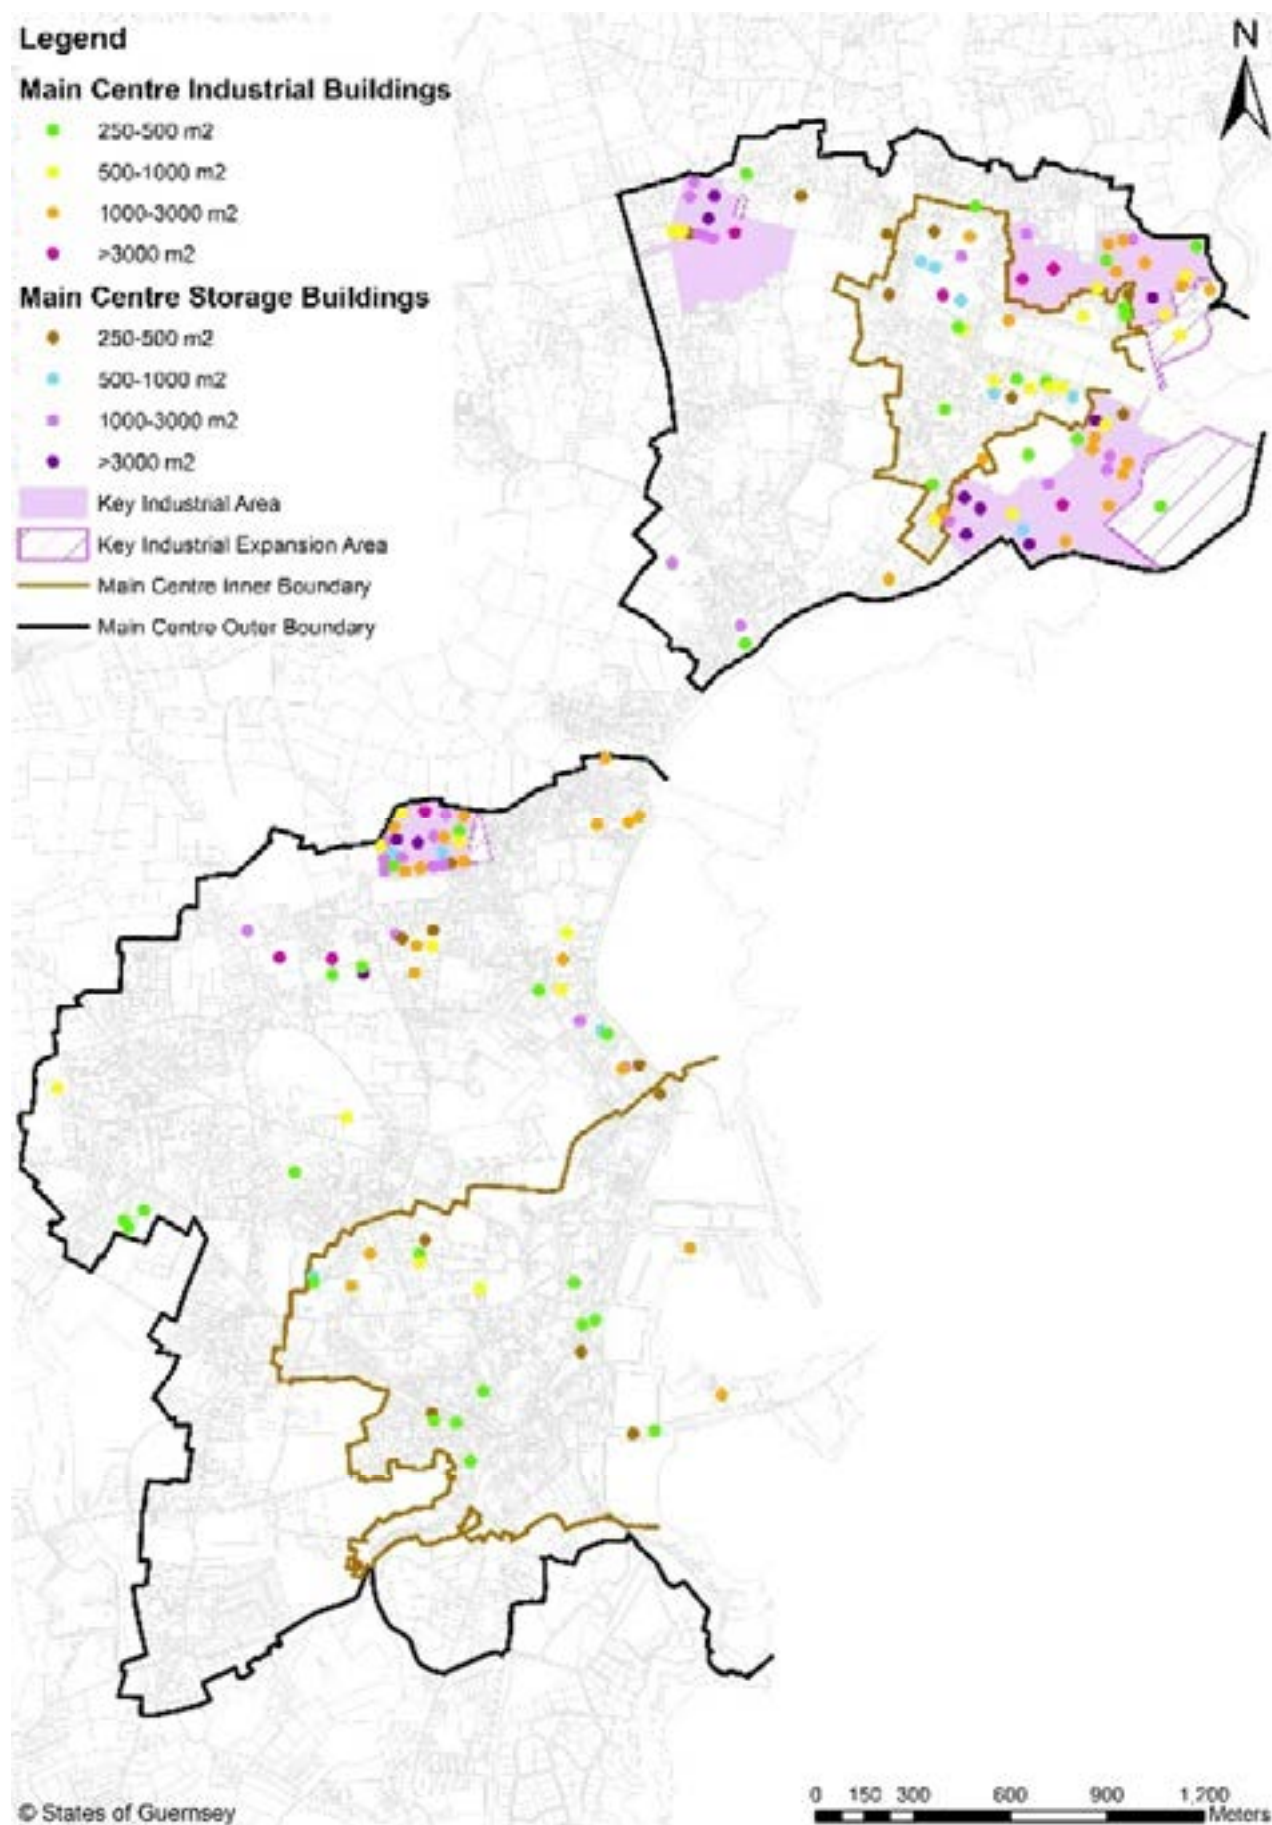 Legend
N
Main Centre Industrial Buildings
250-500 m2
500-1000 m2
1000-3000 m2
>3000 m2
Main Centre Storage Buildings
250-500 m2
500-1000 m2
1000-3000 m2
>3000 m2
Key Industrial Area
Key Industrial Expansion Area
Main Centre Inner Boundary
Main Centre Outer Boundary
0 150 300 600 900 1,200
Meters
© States of Guernsey